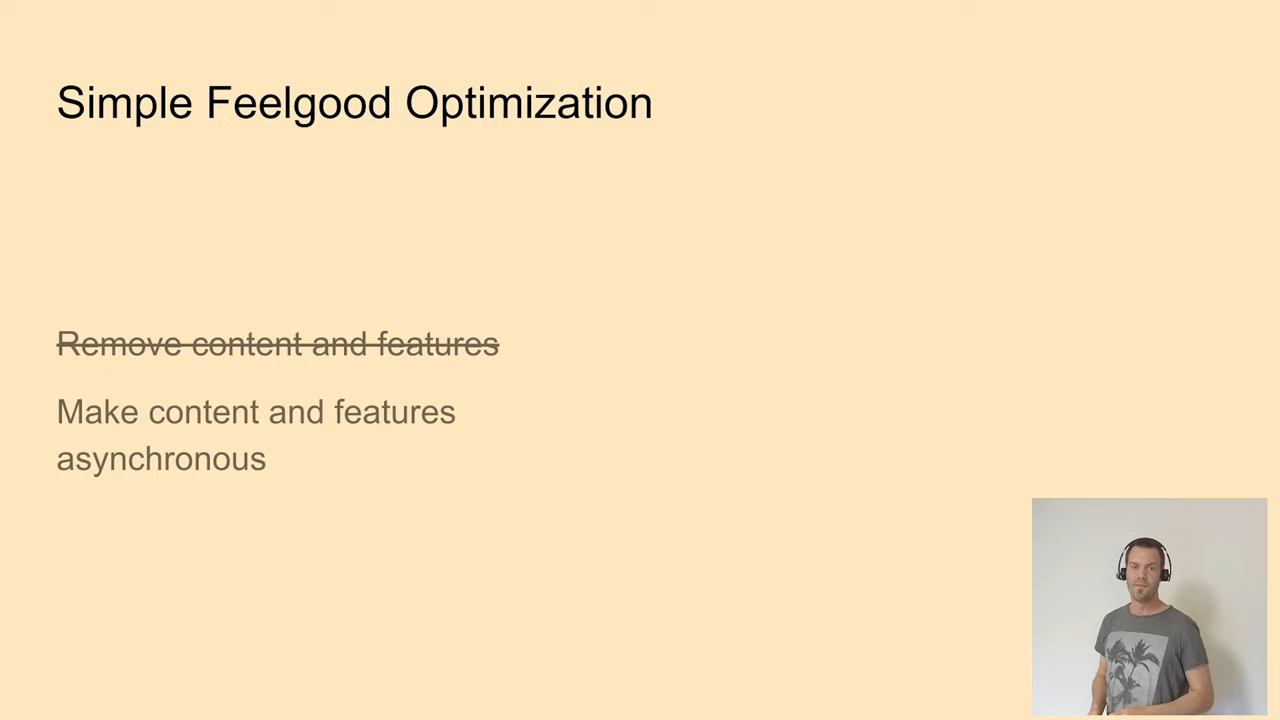 Simple Feelgood Optimization
Remove content and features
Make content and features
asynchronous